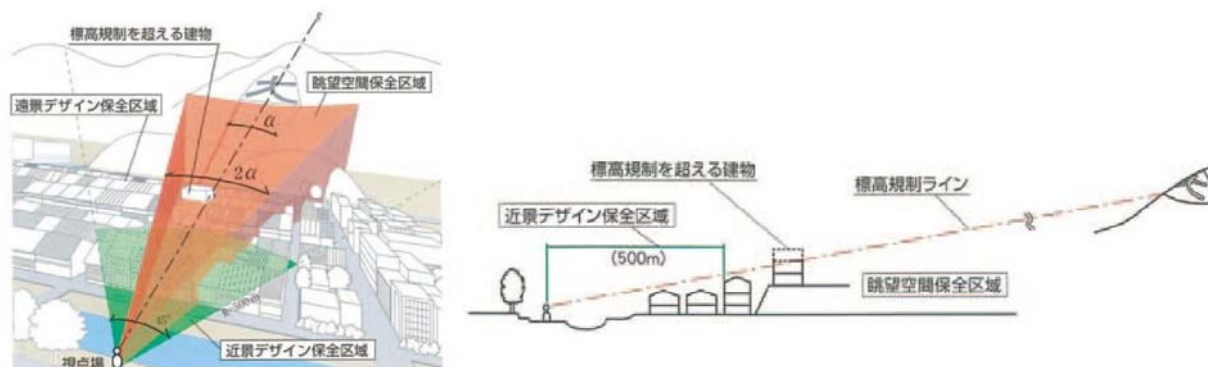 標高規制を超える建物
眺望空間保全区域
大
遠景デザイン保全区域
α
2α
R=500m
45°
近景デザイン保全区域
視点場
標高規制を超える建物
標高規制ライン
近景デザイン保全区域
(500m)
眺望空間保全区域